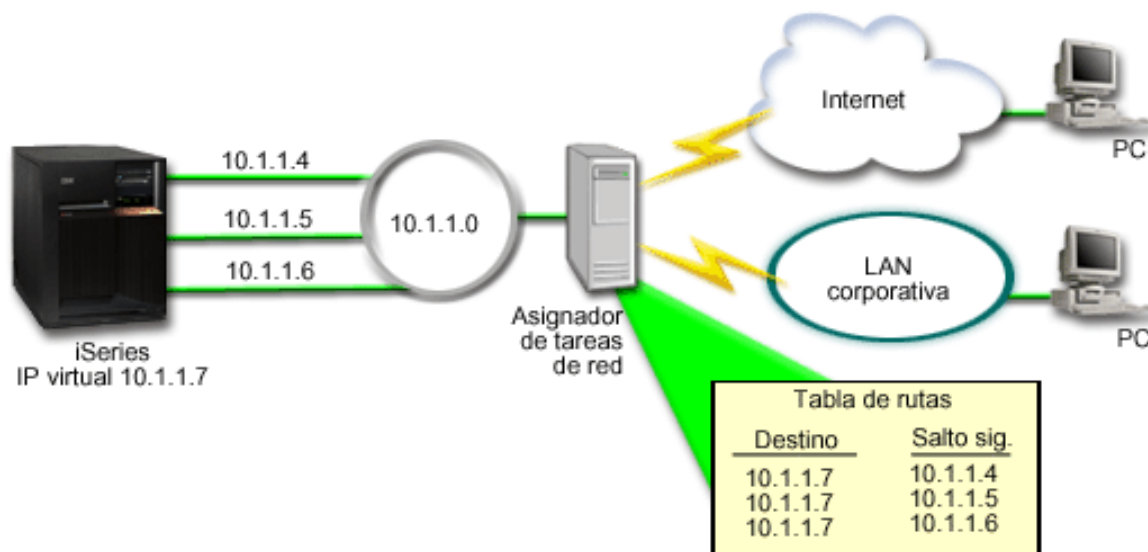 10.1.1.4
10.1.1.5
10.1.1.6
iSeries
IP virtual 10.1.1.7
10.1.1.0
Asignador
de tareas
de red
Internet
PC
LAN
corporativa
PC
Tabla de rutas
Destino Salto sig.
10.1.1.7 10.1.1.4
10.1.1.7 10.1.1.5
10.1.1.7 10.1.1.6